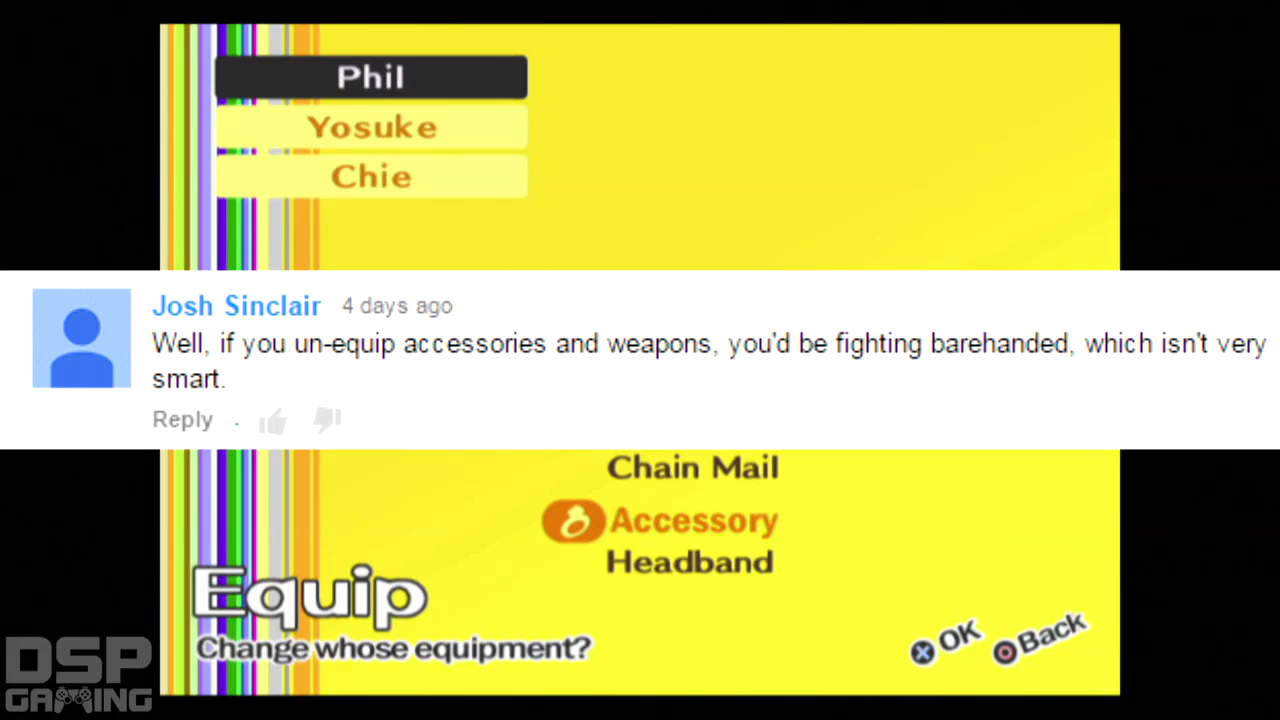 Phil
Yosuke
Chie
Josh Sinclair 4 days ago
Well, if you un-equip accessories and weapons, you'd be fighting barehanded, which isn't very
smart.
Reply
Chain Mail
Accessory
Headband
Equip
Change whose equipment?
OK Back
DSP
GAMING